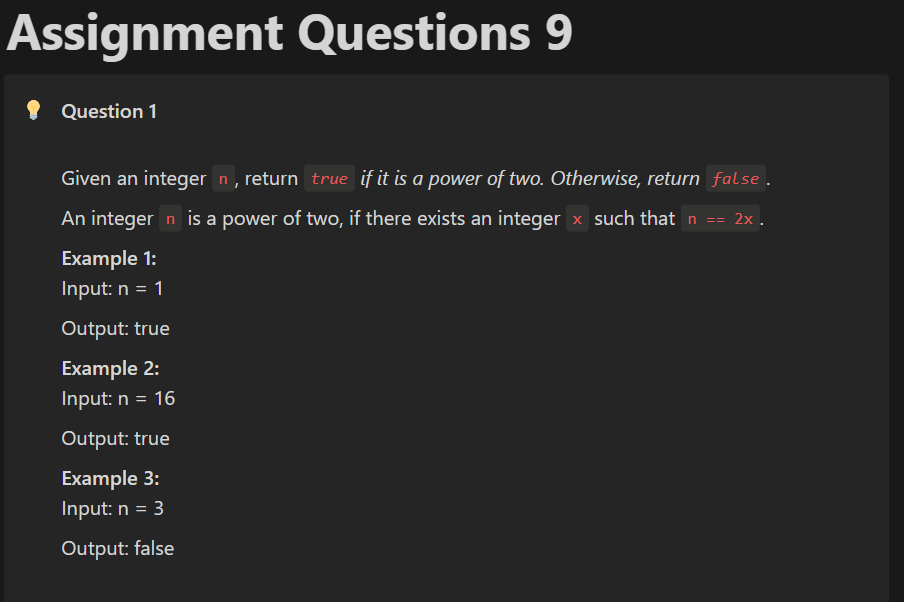 Assignment Questions 9
Question 1
Given an integer n, return true if it is a power of two. Otherwise, return false.
An integer n is a power of two, if there exists an integer x such that n == 2x.
Example 1:
Input: n = 1
Output: true
Example 2:
Input: n = 16
Output: true
Example 3:
Input: n = 3
Output: false